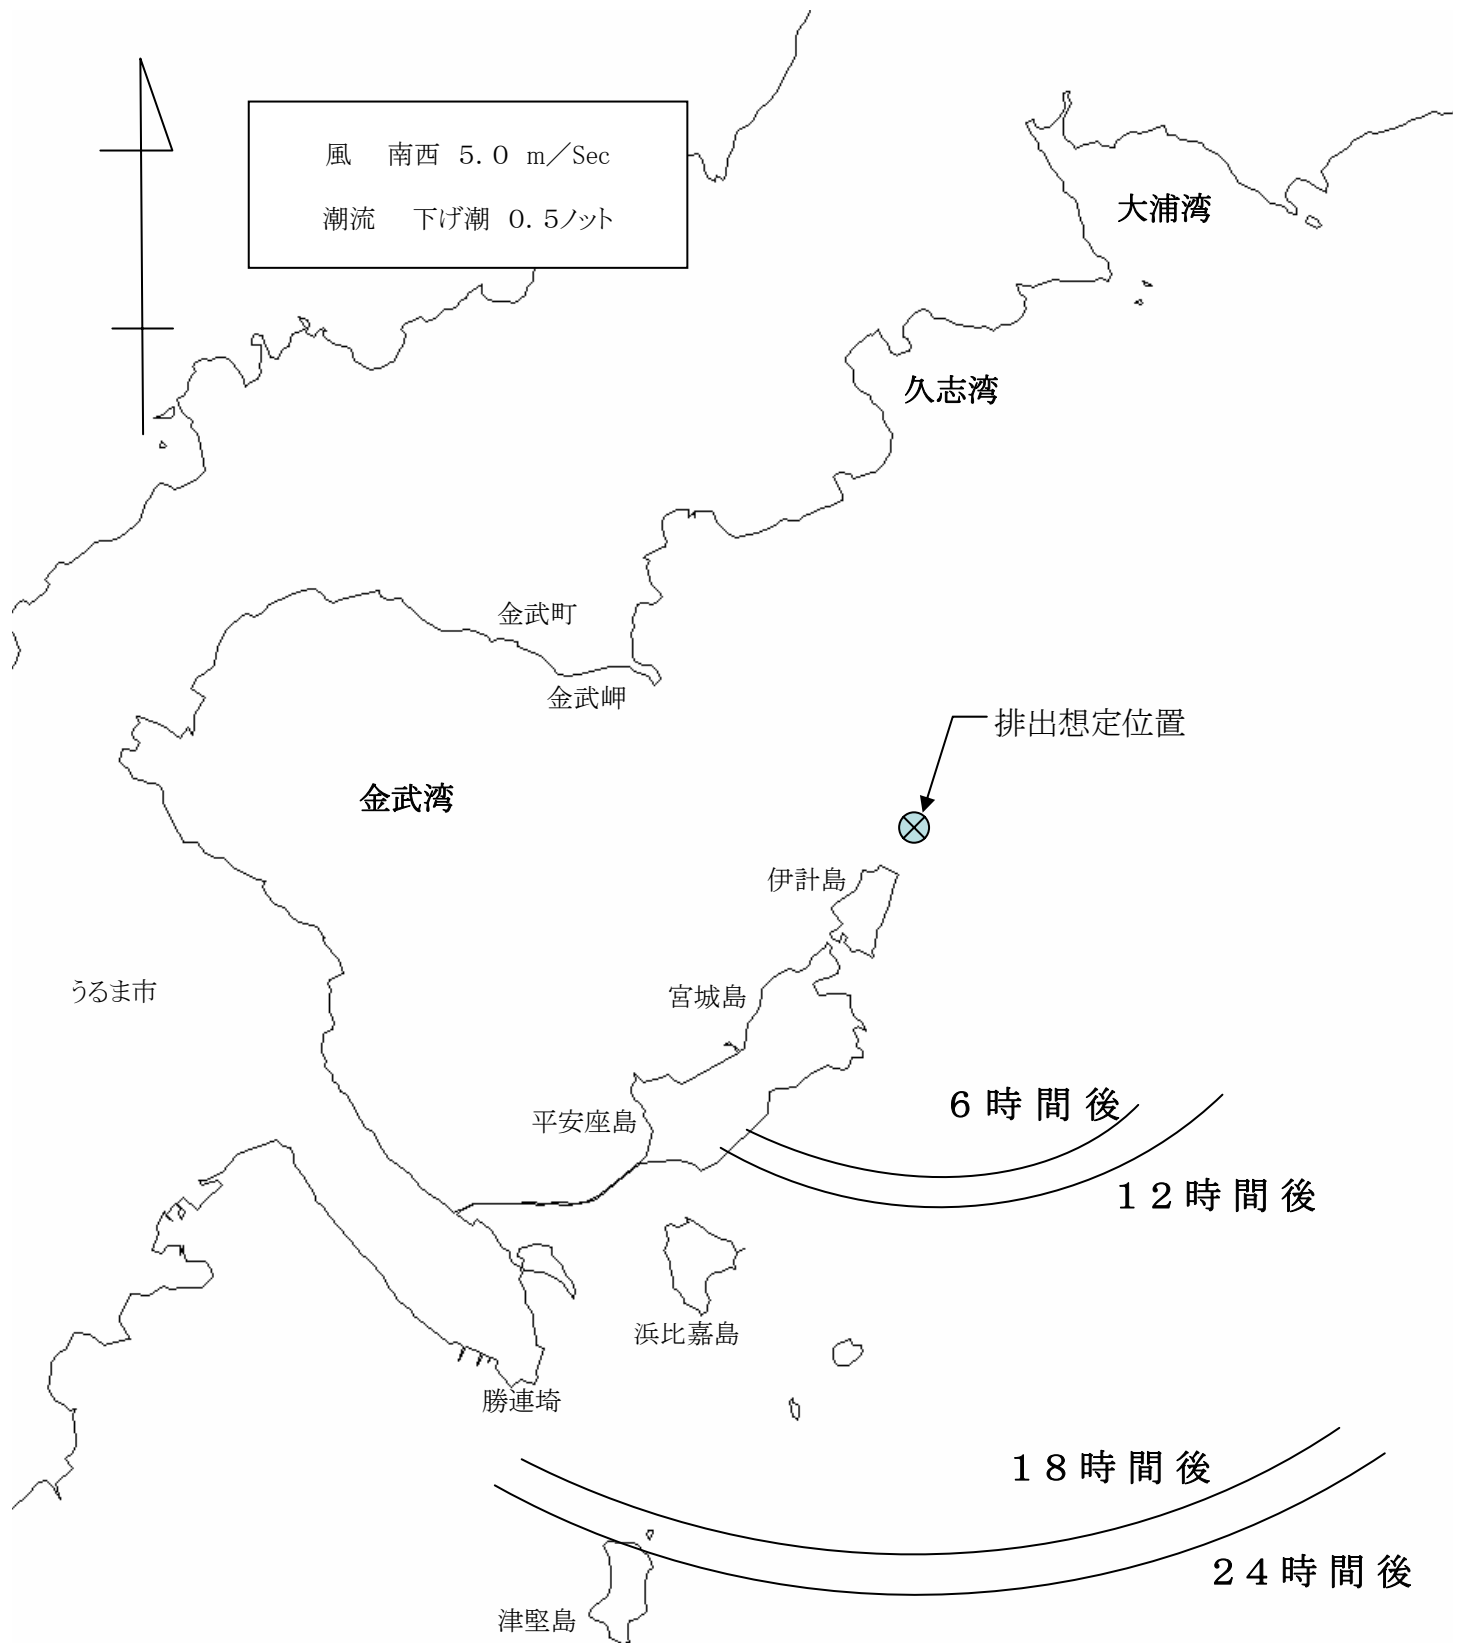 風　南西 ５.０ m／Sec
潮流　下げ潮 ０.５ノット
大浦湾
久志湾
金武町
金武岬
排出想定位置
金武湾
伊計島
うるま市
宮城島
６時間後
平安座島
１２時間後
浜比嘉島
勝連埼
１８時間後
２４時間後
津堅島